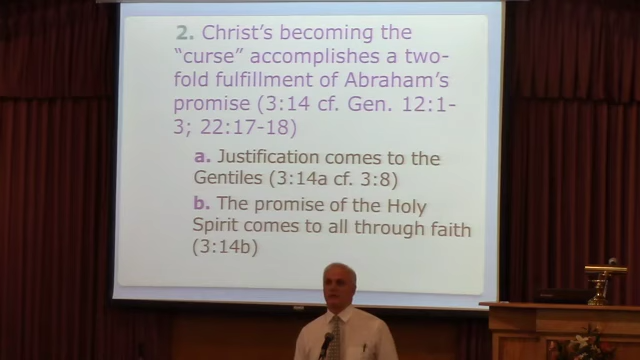 2. Christ's becoming the
"curse" accomplishes a two-
fold fulfillment of Abraham's
promise (3:14 cf. Gen. 12:1-
3; 22:17-18)
a. Justification comes to the
Gentiles (3:14a cf. 3:8)
b. The promise of the Holy
Spirit comes to all through faith
(3:14b)